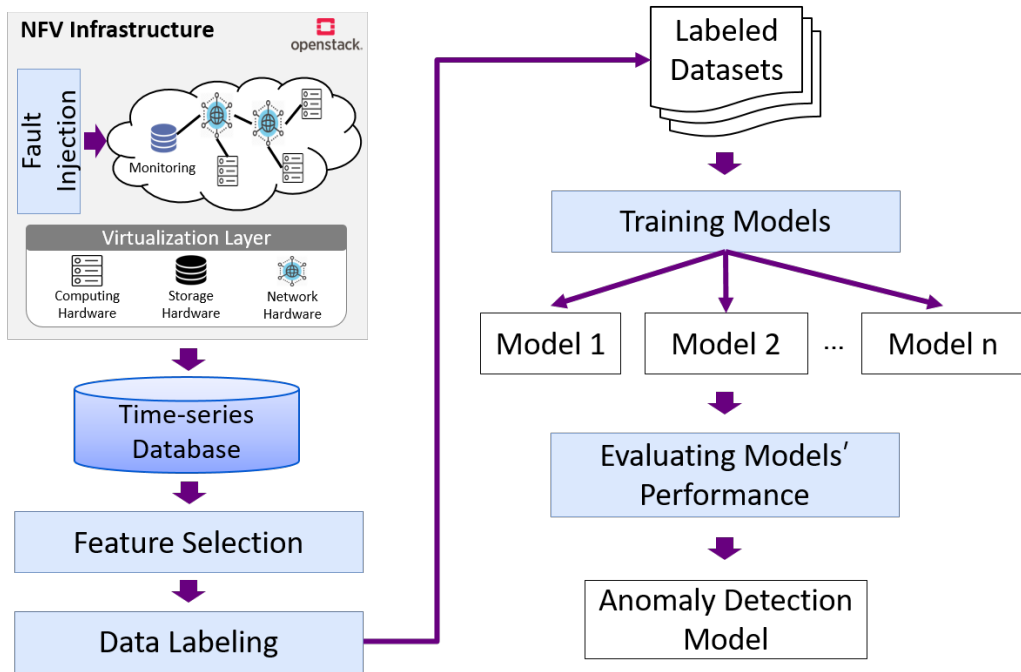 NFV Infrastructure
openstack.
Fault
Injection
Monitoring
Virtualization Layer
Computing
Hardware
Storage
Hardware
Network
Hardware
Time-series
Database
Feature Selection
Data Labeling
Labeled
Datasets
Training Models
Model 1
Model 2
...
Model n
Evaluating Models’
Performance
Anomaly Detection
Model